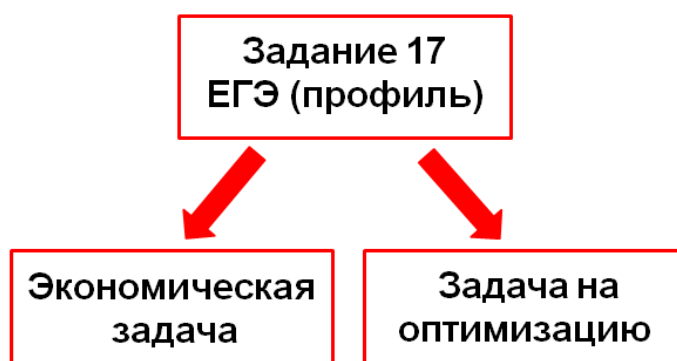 Задание 17
ЕГЭ (профиль)
Экономическая
задача
Задача на
оптимизацию